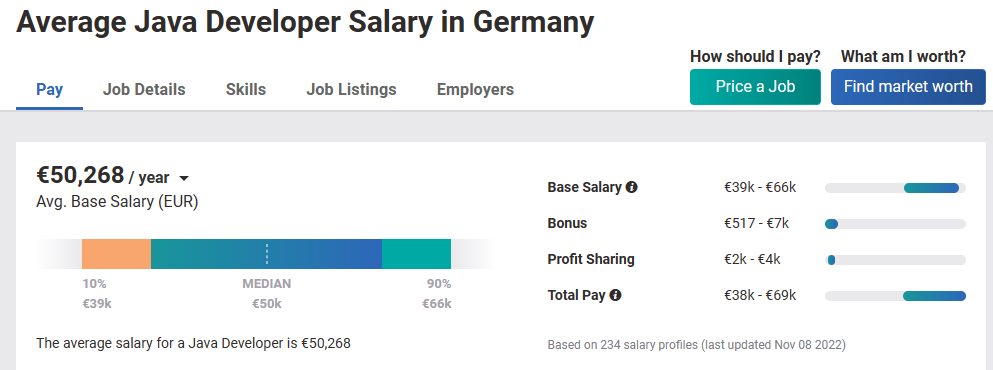 Average Java Developer Salary in Germany
How should I pay? What am I worth?
Pay Job Details Skills Job Listings Employers
Price a Job Find market worth
€50,268 / year
Avg. Base Salary (EUR)
10% MEDIAN 90%
€39k €50k €66k
The average salary for a Java Developer is €50,268
Base Salary €39k - €66k
Bonus €517 - €7k
Profit Sharing €2k - €4k
Total Pay €38k - €69k
Based on 234 salary profiles (last updated Nov 08 2022)